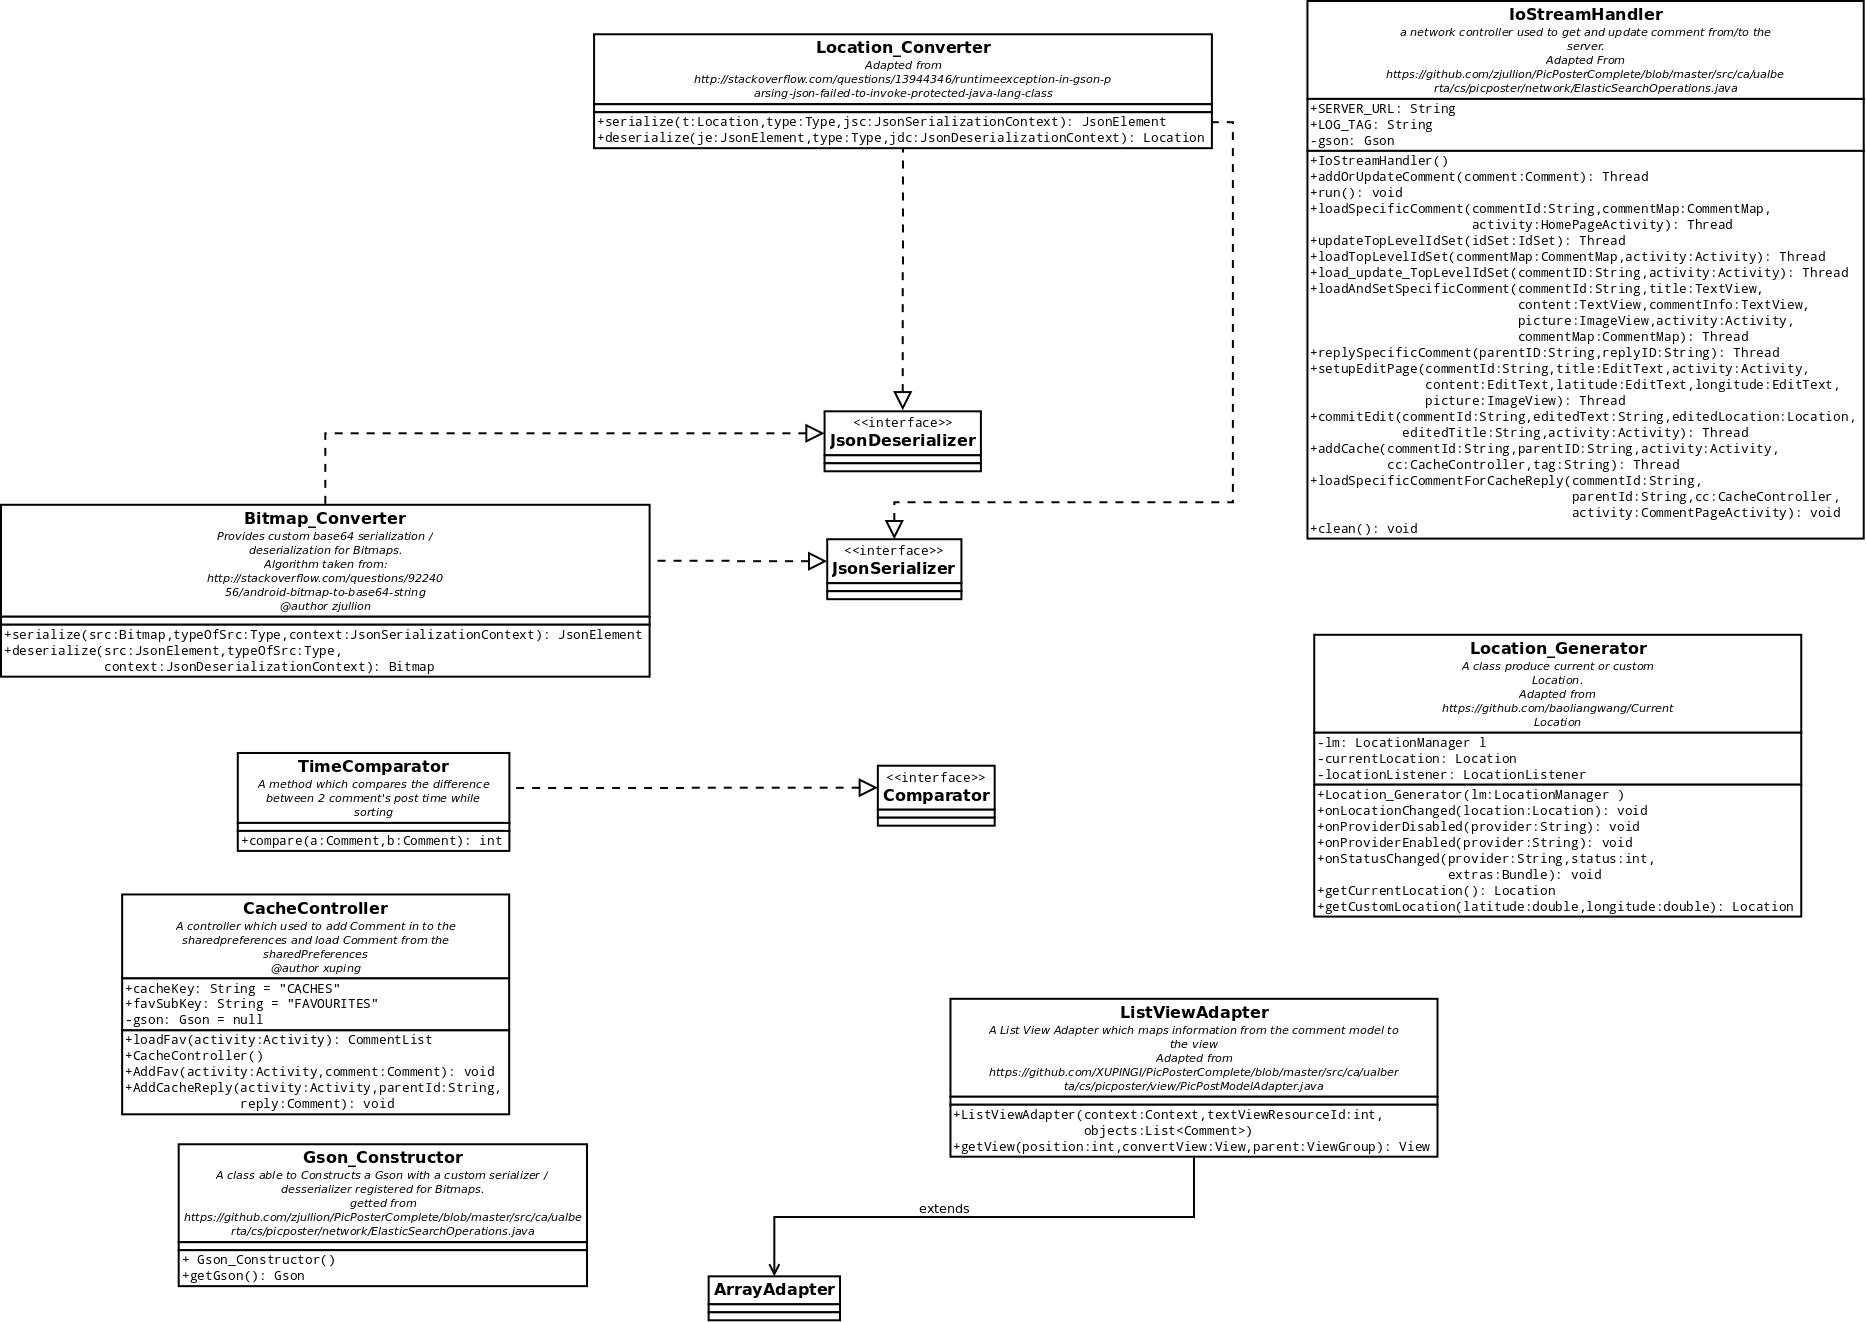 Location_Converter
Adapted from
http://stackoverflow.com/questions/13944346/runtimeexception-in-gson-p
arsing-json-failed-to-invoke-protected-java-lang-class
+serialize(t:Location,type:Type,jsc:JsonSerializationContext): JsonElement
+deserialize(je:JsonElement,type:Type,jdc:JsonDeserializationContext): Location
IoStreamHandler
a network controller used to get and update comment from/to the
server.
Adapted From
https://github.com/zjullion/PicPosterComplete/blob/master/src/ca/ualbe
rta/cs/picposter/network/ElasticSearchOperations.java
+SERVER_URL: String
+LOG_TAG: String
-gson: Gson
+IoStreamHandler()
+addOrUpdateComment(comment:Comment): Thread
+run(): void
+loadSpecificComment(commentId:String,commentMap:CommentMap,
activity:HomePageActivity): Thread
+updateTopLevelIdSet(idSet:IdSet): Thread
+loadTopLevelIdSet(commentMap:CommentMap,activity:Activity): Thread
+load_update_TopLevelIdSet(commentID:String,activity:Activity): Thread
+loadAndSetSpecificComment(commentId:String,title:TextView,
content:TextView,commentInfo:TextView,
picture:ImageView,activity:Activity,
commentMap:CommentMap): Thread
+replySpecificComment(parentID:String,replyID:String): Thread
+setupEditPage(commentId:String,title:EditText,activity:Activity,
content:EditText,latitude:EditText,longitude:EditText,
picture:ImageView): Thread
+commitEdit(commentId:String,editedText:String,editedLocation:Location,
editedTitle:String,activity:Activity): Thread
+addCache(commentId:String,parentID:String,activity:Activity,
cc:CacheController,tag:String): Thread
+loadSpecificCommentForCacheReply(commentId:String,
parentId:String,cc:CacheController,
activity:CommentPageActivity): void
+clean(): void
<<interface>>
JsonDeserializer
Bitmap_Converter
Provides custom base64 serialization /
deserialization for Bitmaps.
Algorithm taken from:
http://stackoverflow.com/questions/92240
56/android-bitmap-to-base64-string
@author zjullion
+serialize(src:Bitmap,typeOfSrc:Type,context:JsonSerializationContext): JsonElement
+deserialize(src:JsonElement,typeOfSrc:Type,
context:JsonDeserializationContext): Bitmap
<<interface>>
JsonSerializer
Location_Generator
A class produce current or custom
Location.
Adapted from
https://github.com/baoliangwang/Current
Location
-lm: LocationManager l
-currentLocation: Location
-locationListener: LocationListener
+Location_Generator(lm:LocationManager )
+onLocationChanged(location:Location): void
+onProviderDisabled(provider:String): void
+onProviderEnabled(provider:String): void
+onStatusChanged(provider:String,status:int,
extras:Bundle): void
+getCurrentLocation(): Location
+getCustomLocation(latitude:double,longitude:double): Location
TimeComparator
A method which compares the difference
between 2 comment's post time while
sorting
+compare(a:Comment,b:Comment): int
<<interface>>
Comparator
CacheController
A controller which used to add Comment in to the
sharedpreferences and load Comment from the
sharedPreferences
@author xuping
+cacheKey: String = "CACHES"
+favSubKey: String = "FAVOURITES"
-gson: Gson = null
+loadFav(activity:Activity): CommentList
+CacheController()
+AddFav(activity:Activity,comment:Comment): void
+AddCacheReply(activity:Activity,parentId:String,
reply:Comment): void
ListViewAdapter
A List View Adapter which maps information from the comment model to
the view
Adapted from
https://github.com/XUPINGI/PicPosterComplete/blob/master/src/ca/ualber
ta/cs/picposter/view/PicPostModelAdapter.java
+ListViewAdapter(context:Context,textViewResourceId:int,
objects:List<Comment>)
+getView(position:int,convertView:View,parent:ViewGroup): View
Gson_Constructor
A class able to Constructs a Gson with a custom serializer /
desserializer registered for Bitmaps.
getted from
https://github.com/zjullion/PicPosterComplete/blob/master/src/ca/ualbe
rta/cs/picposter/network/ElasticSearchOperations.java
+ Gson_Constructor()
+getGson(): Gson
extends
ArrayAdapter